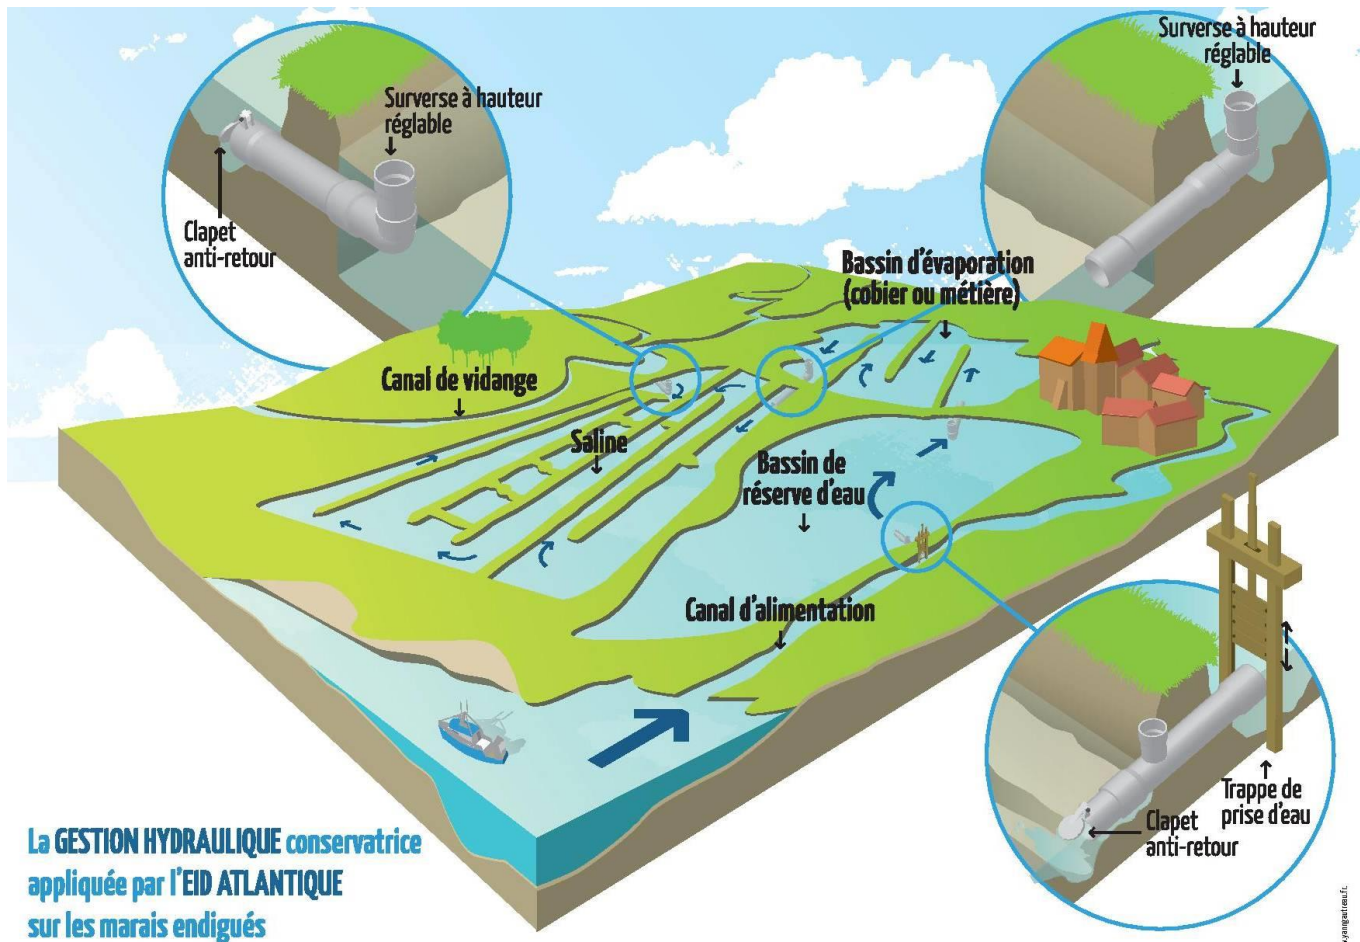 Surverse à hauteur
réglable
Surverse à hauteur
réglable
Clapet
anti-retour
Bassin d'évaporation
(cobier ou métière)
Canal de vidange
Saline
Bassin de
réserve d'eau
Canal d'alimentation
Trappe de
prise d'eau
Clapet
anti-retour
La GESTION HYDRAULIQUE conservatrice
appliquée par l'EID ATLANTIQUE
sur les marais endigués